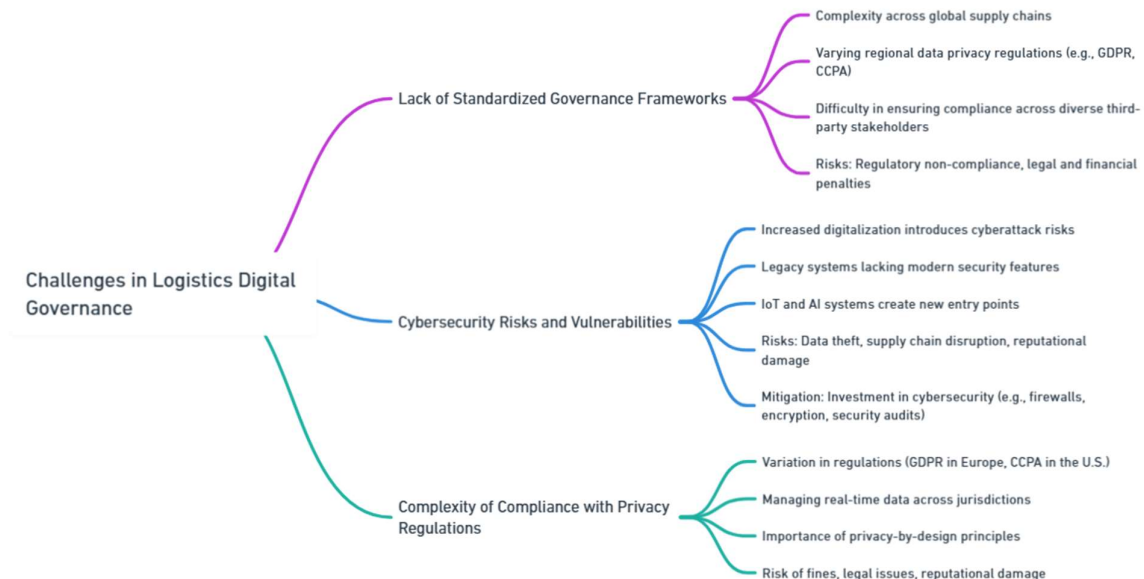 Challenges in Logistics Digital
Governance
Lack of Standardized Governance Frameworks
Complexity across global supply chains
Varying regional data privacy regulations (e.g., GDPR,
CCPA)
Difficulty in ensuring compliance across diverse third-
party stakeholders
Risks: Regulatory non-compliance, legal and financial
penalties
Cybersecurity Risks and Vulnerabilities
Increased digitalization introduces cyberattack risks
Legacy systems lacking modern security features
IoT and AI systems create new entry points
Risks: Data theft, supply chain disruption, reputational
damage
Mitigation: Investment in cybersecurity (e.g., firewalls,
encryption, security audits)
Complexity of Compliance with Privacy
Regulations
Variation in regulations (GDPR in Europe, CCPA in the U.S.)
Managing real-time data across jurisdictions
Importance of privacy-by-design principles
Risk of fines, legal issues, reputational damage